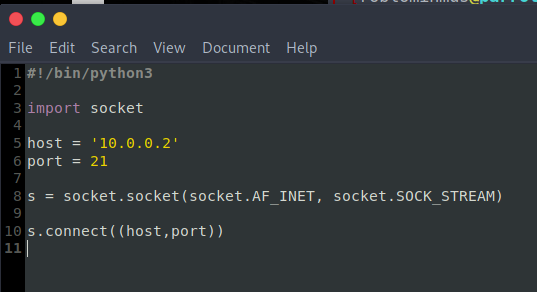 File Edit Search View Document Help
1 #!/bin/python3
2
3 import socket
4
5 host = '10.0.0.2'
6 port = 21
7
8 s = socket.socket(socket.AF_INET, socket.SOCK_STREAM)
9
10 s.connect((host,port))
11